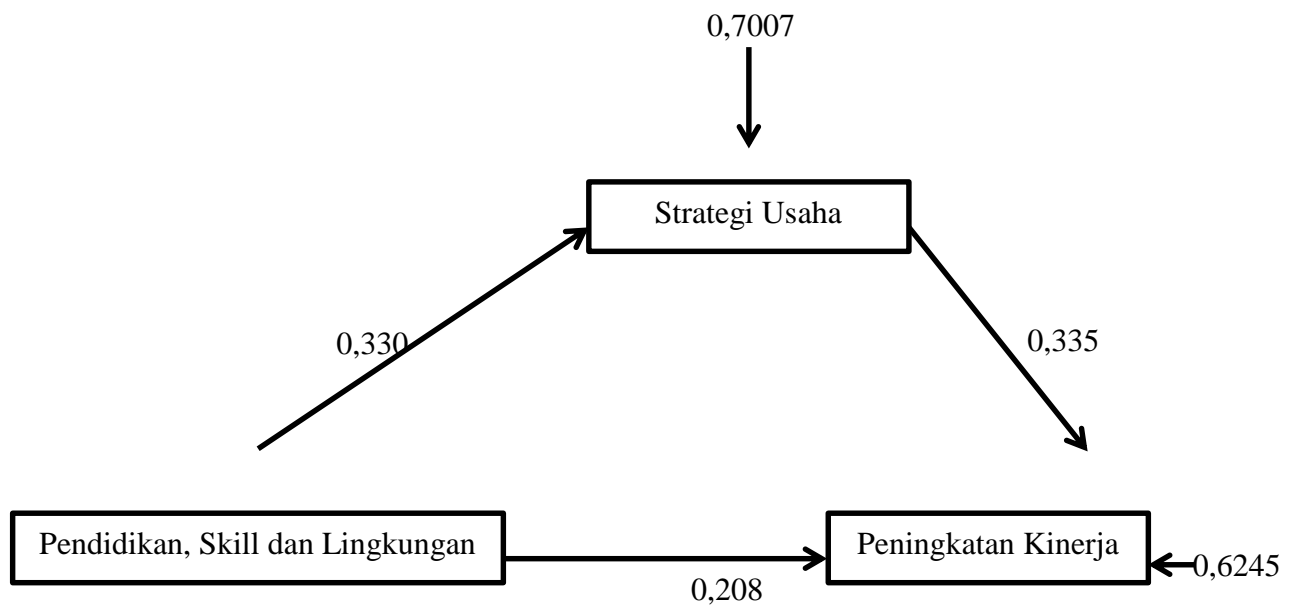 0,7007
Strategi Usaha
0,330
0,335
Pendidikan, Skill dan Lingkungan
Peningkatan Kinerja
0,6245
0,208